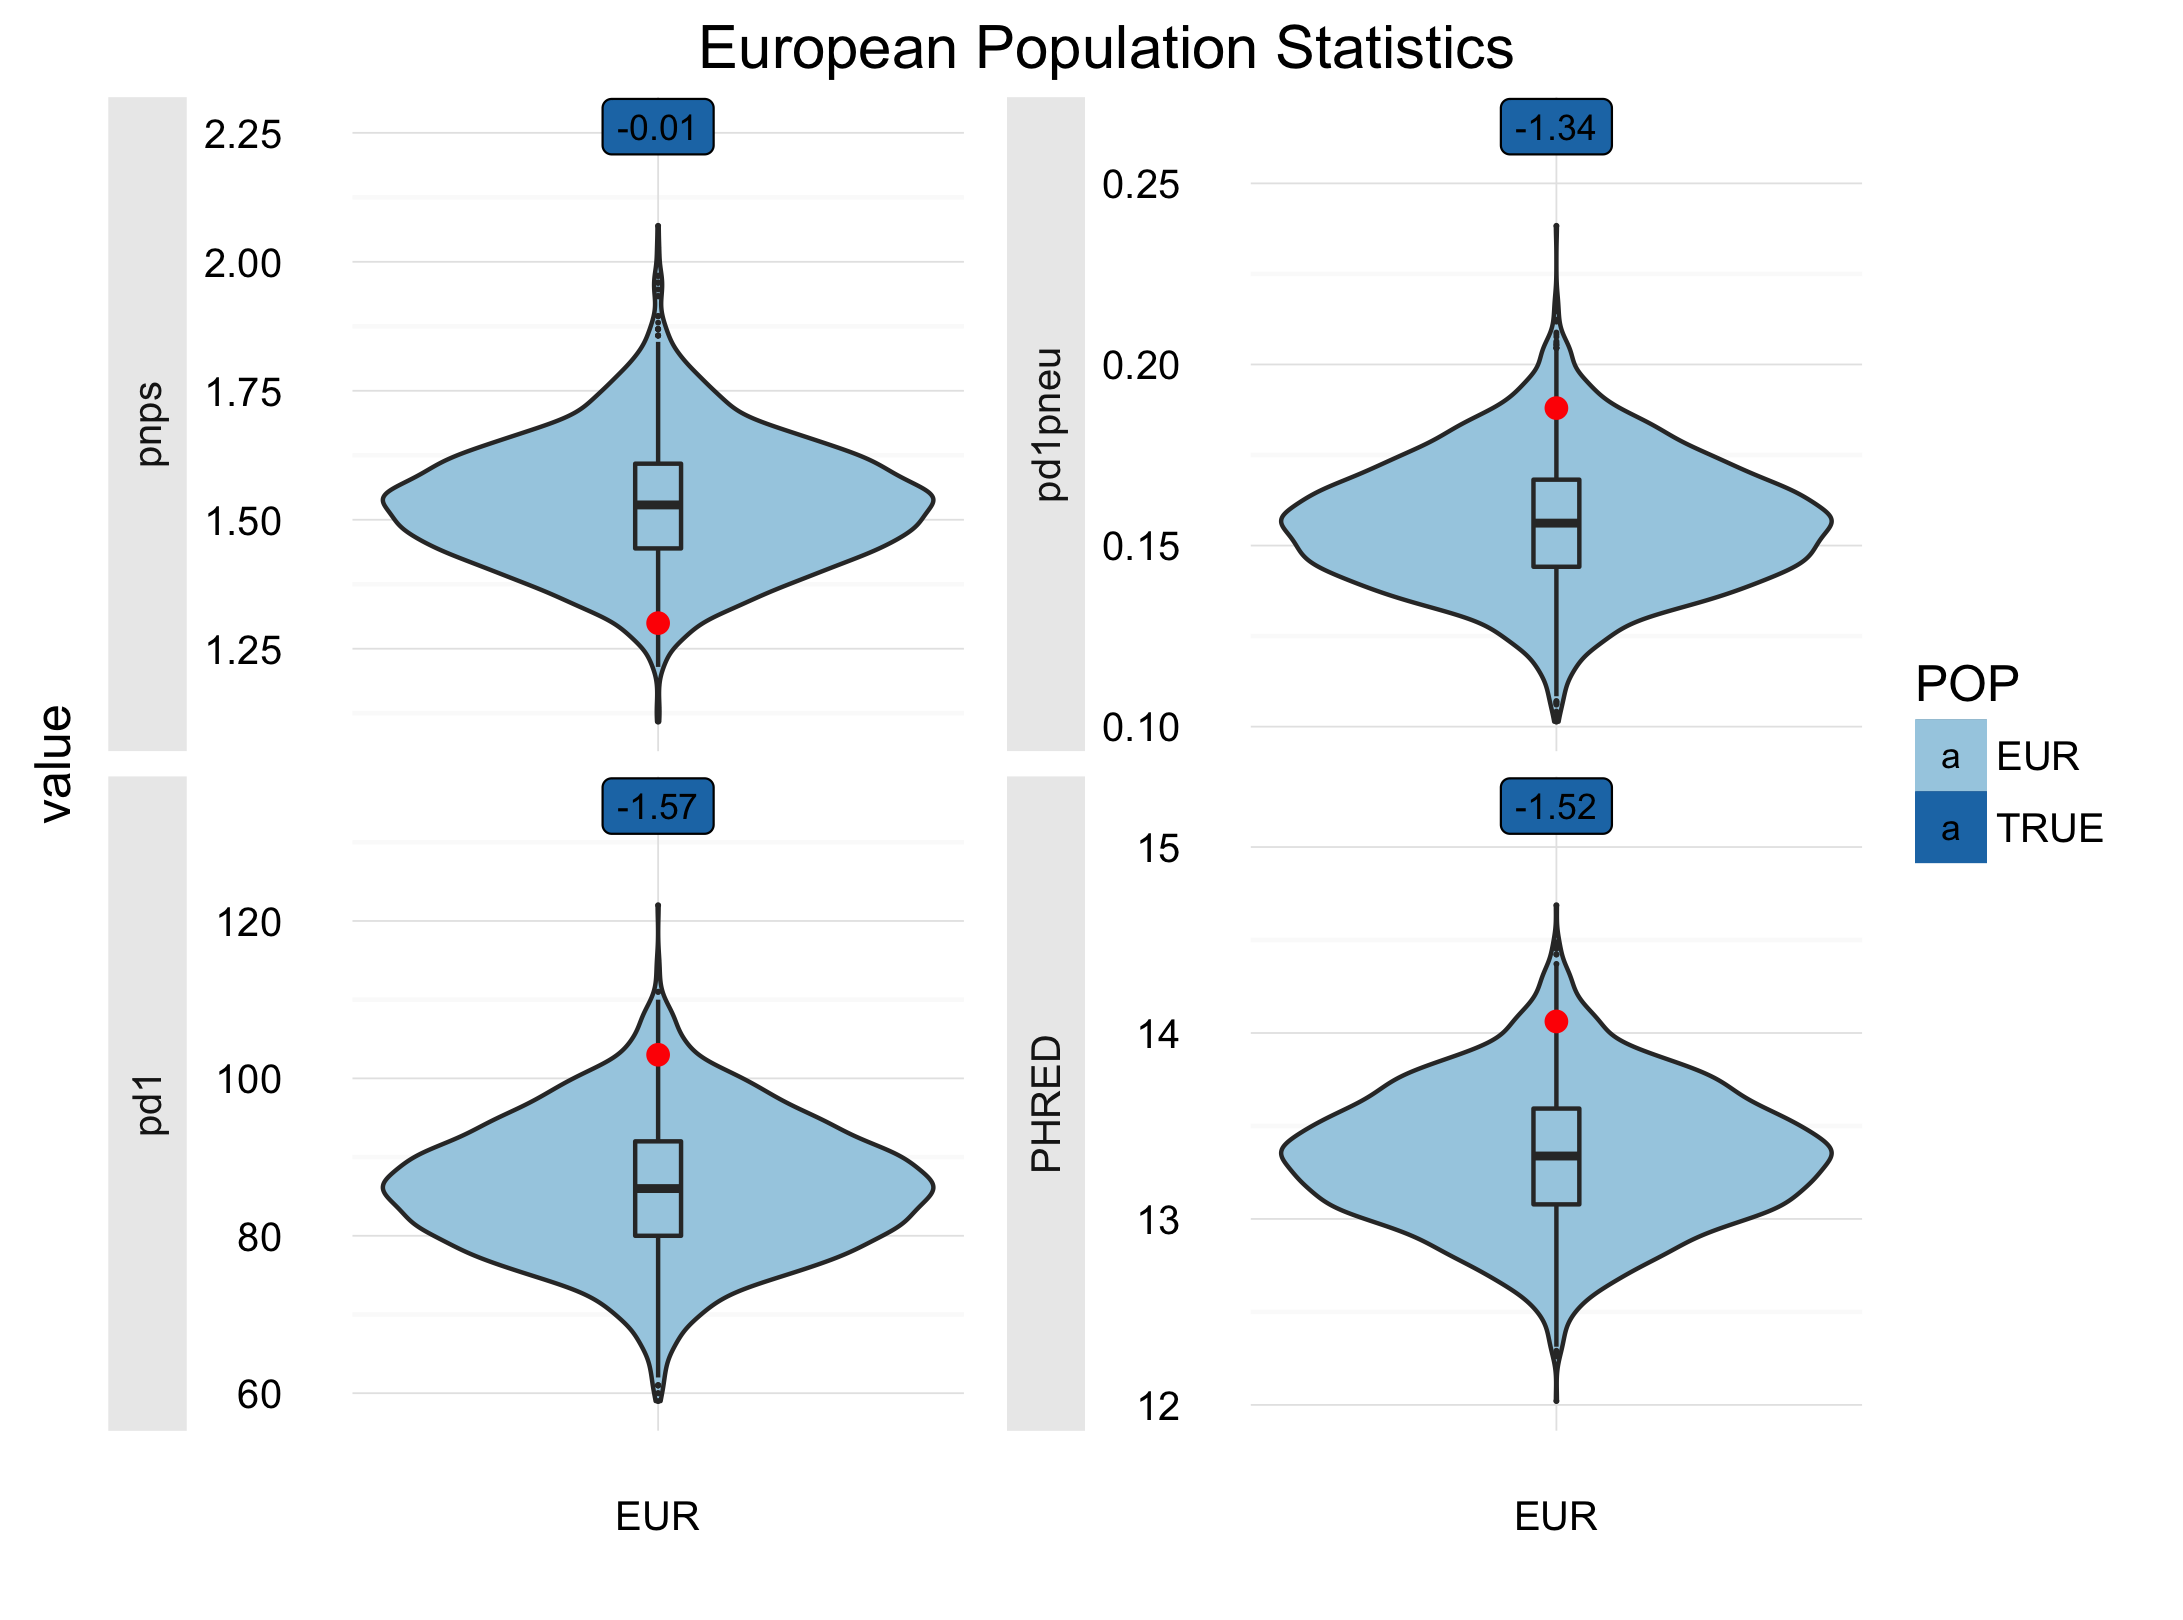 European Population Statistics
value
pnps
2.25
2.00
1.75
1.50
1.25
-0.01
pd1pneu
0.25
0.20
0.15
0.10
-1.34
pd1
120
100
80
60
-1.57
PHRED
15
14
13
12
-1.52
EUR
EUR
POP
a EUR
a TRUE